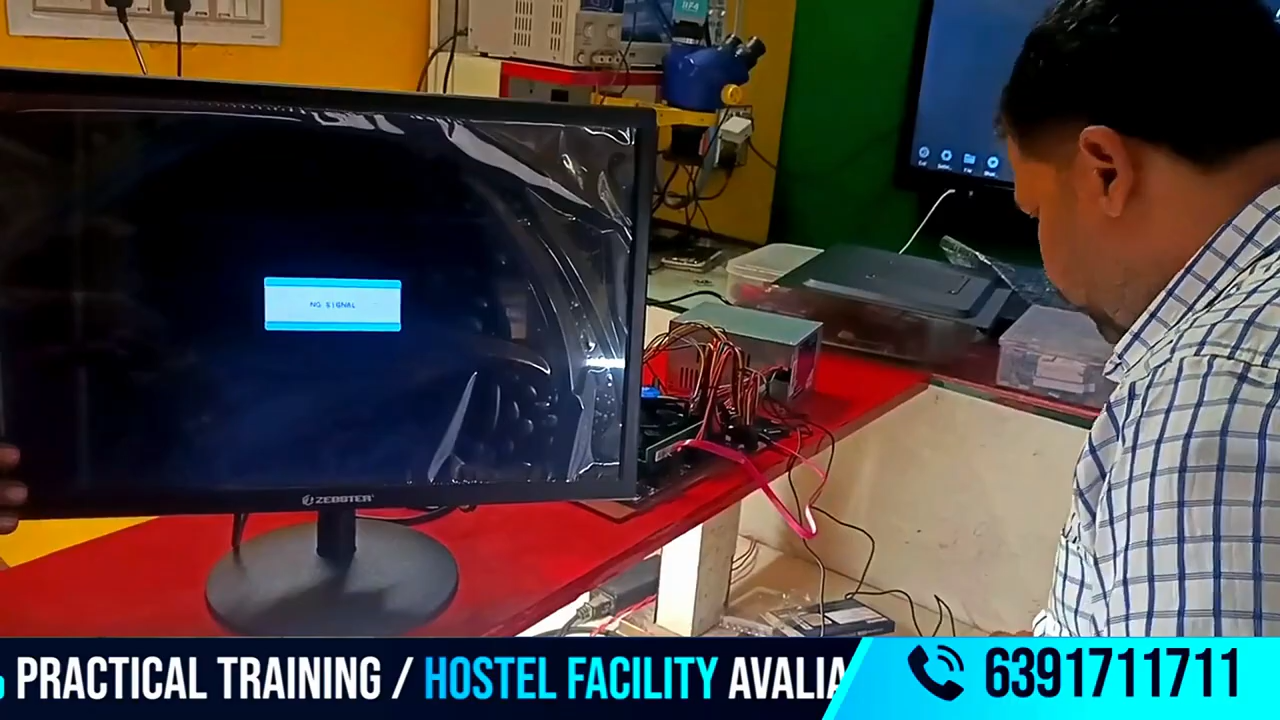 NO SIGNAL
ZEBSTER
PRACTICAL TRAINING / HOSTEL FACILITY AVALIA
6391711711